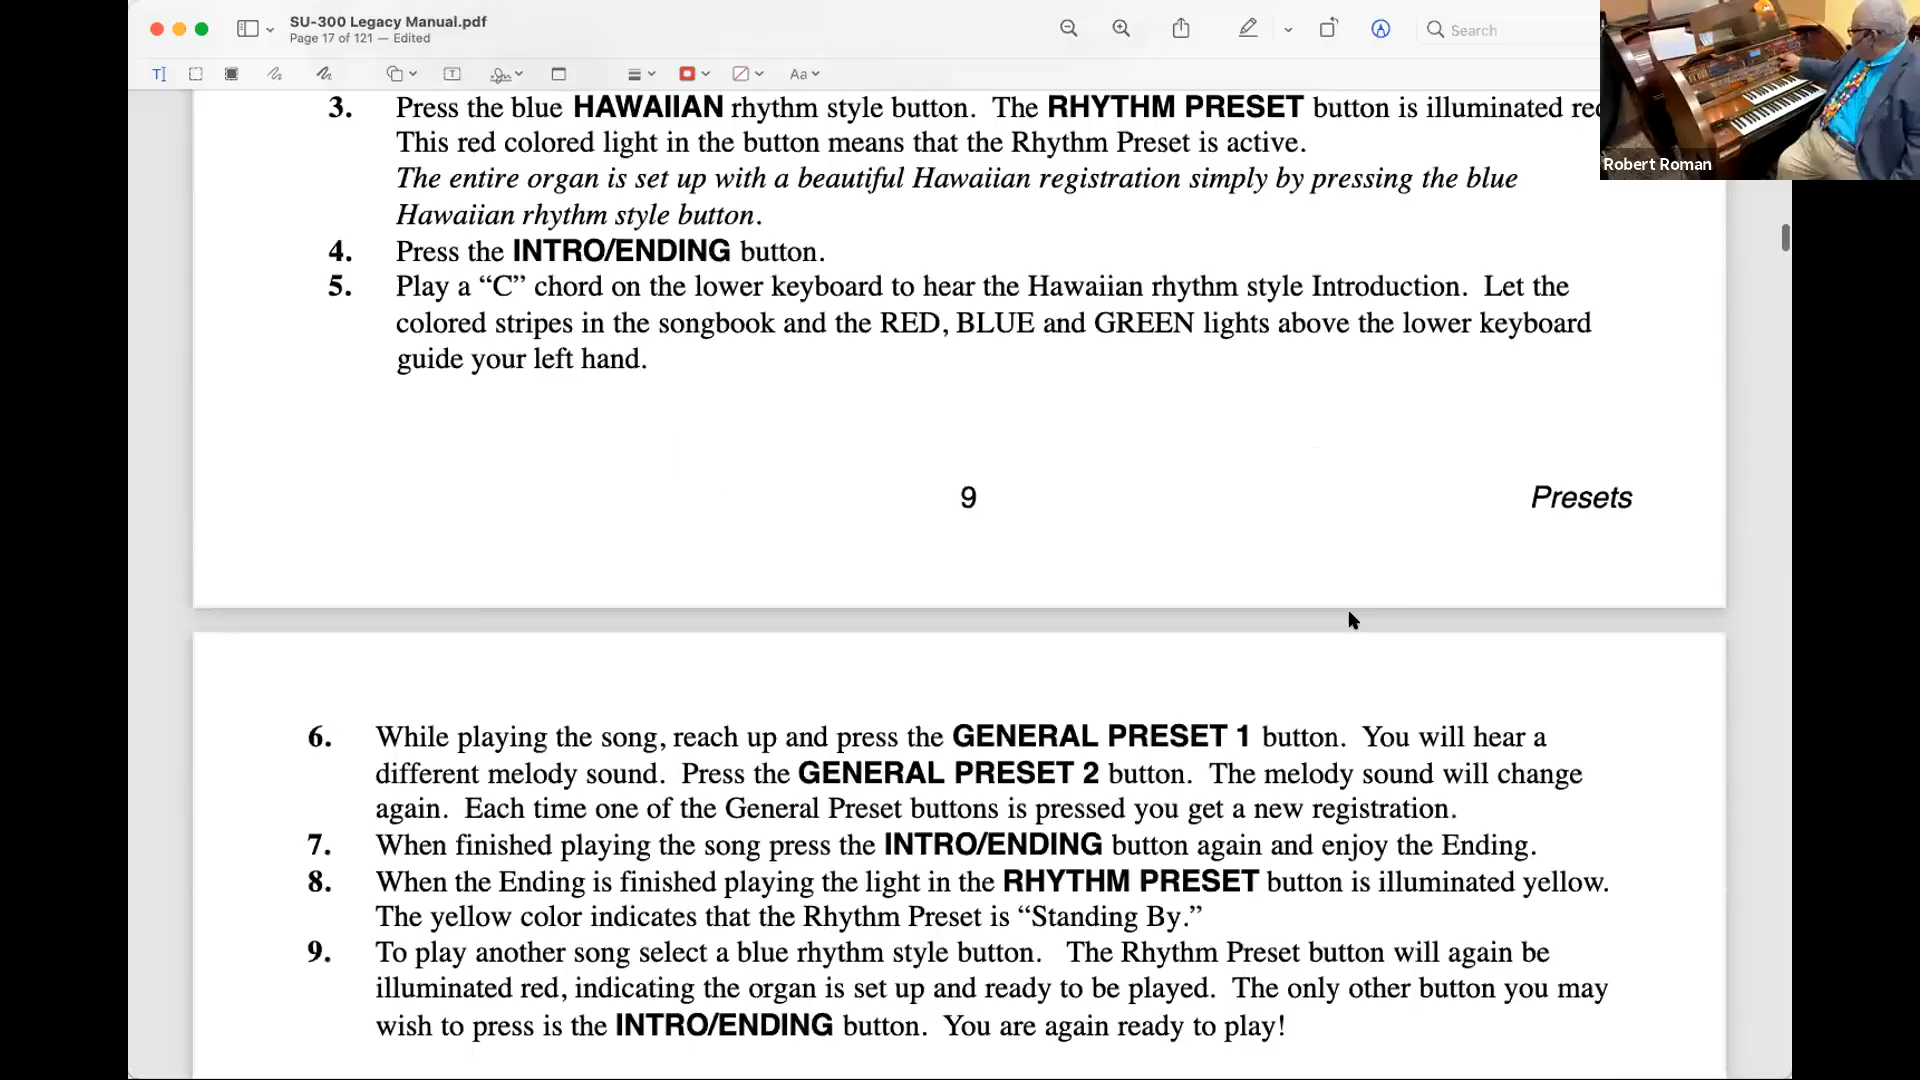 SU-300 Legacy Manual.pdf
Page 17 of 121 — Edited
Search
Aa
Robert Roman
3. Press the blue HAWAIIAN rhythm style button. The RHYTHM PRESET button is illuminated re
This red colored light in the button means that the Rhythm Preset is active.
The entire organ is set up with a beautiful Hawaiian registration simply by pressing the blue
Hawaiian rhythm style button.
4. Press the INTRO/ENDING button.
5. Play a “C” chord on the lower keyboard to hear the Hawaiian rhythm style Introduction. Let the
colored stripes in the songbook and the RED, BLUE and GREEN lights above the lower keyboard
guide your left hand.
9 Presets
6. While playing the song, reach up and press the GENERAL PRESET 1 button. You will hear a
different melody sound. Press the GENERAL PRESET 2 button. The melody sound will change
again. Each time one of the General Preset buttons is pressed you get a new registration.
7. When finished playing the song press the INTRO/ENDING button again and enjoy the Ending.
8. When the Ending is finished playing the light in the RHYTHM PRESET button is illuminated yellow.
The yellow color indicates that the Rhythm Preset is “Standing By.”
9. To play another song select a blue rhythm style button. The Rhythm Preset button will again be
illuminated red, indicating the organ is set up and ready to be played. The only other button you may
wish to press is the INTRO/ENDING button. You are again ready to play!